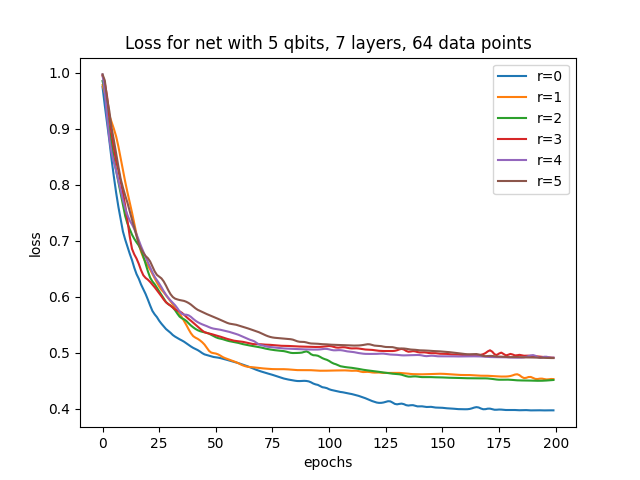 Loss for net with 5 qbits, 7 layers, 64 data points
1.0
0.9
0.8
0.7
0.6
0.5
0.4
loss
r=0
r=1
r=2
r=3
r=4
r=5
0 25 50 75 100 125 150 175 200
epochs